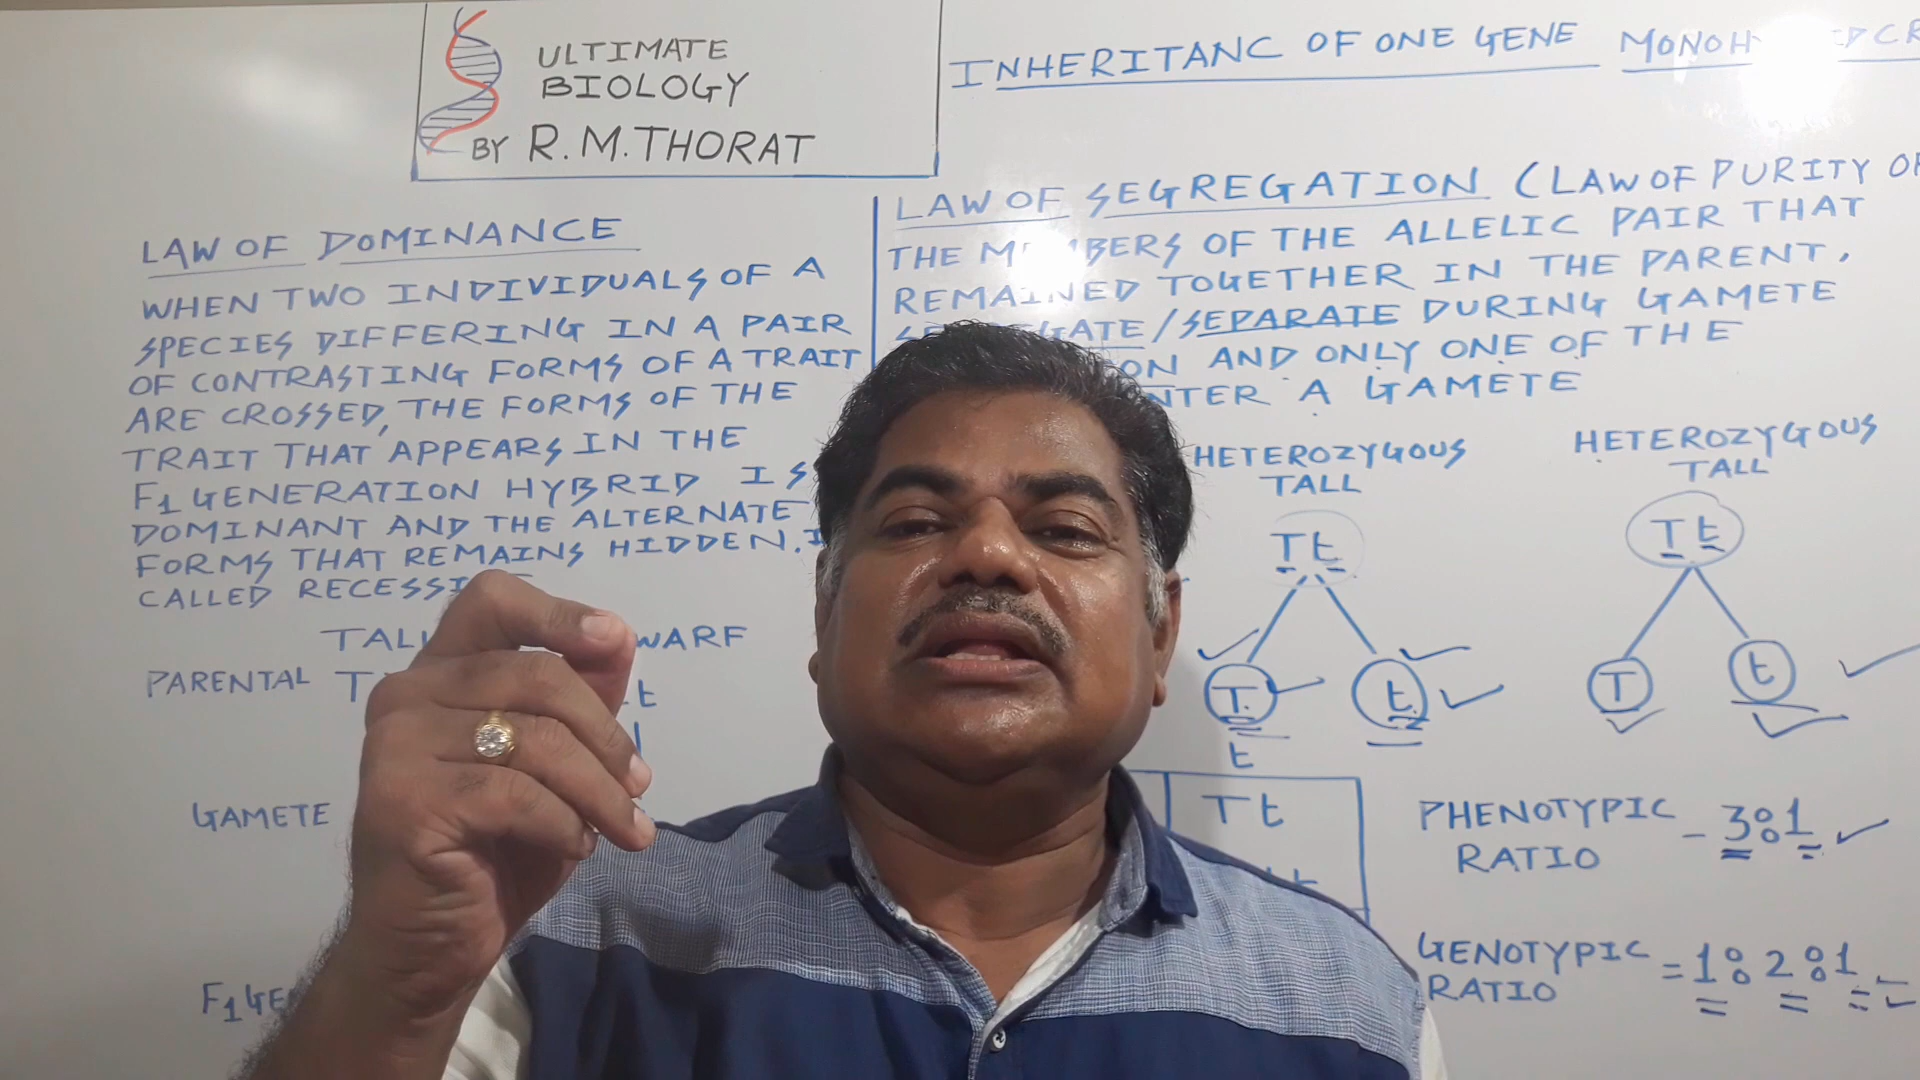 ULTIMATE
BIOLOGY
BY R.M.THORAT
INHERITANC OF ONE GENE
LAW OF DOMINANCE
WHEN TWO INDIVIDUALS OF A
SPECIES DIFFERING IN A PAIR
OF CONTRASTING FORMS OF A TRAIT
ARE CROSSED, THE FORMS OF THE
TRAIT THAT APPEARS IN THE
F1 GENERATION HYBRID IS
DOMINANT AND THE ALTERNATE
FORMS THAT REMAINS HIDDEN.
CALLED
PARENTAL
GAMETE
LAW OF SEGREGATION (LAW OF PURITY
THE OF THE ALLELIC PAIR THAT
REMAINED TOGETHER IN THE PARENT,
/SEPARATE DURING GAMETE
AND ONLY ONE OF THE
A GAMETE
HETEROZYGOUS
TALL
Tt
T t
t
HETEROZYGOUS
TALL
Tt
T t
Tt
PHENOTYPIC
RATIO - 3:1
GENOTYPIC
RATIO = 1:2:1